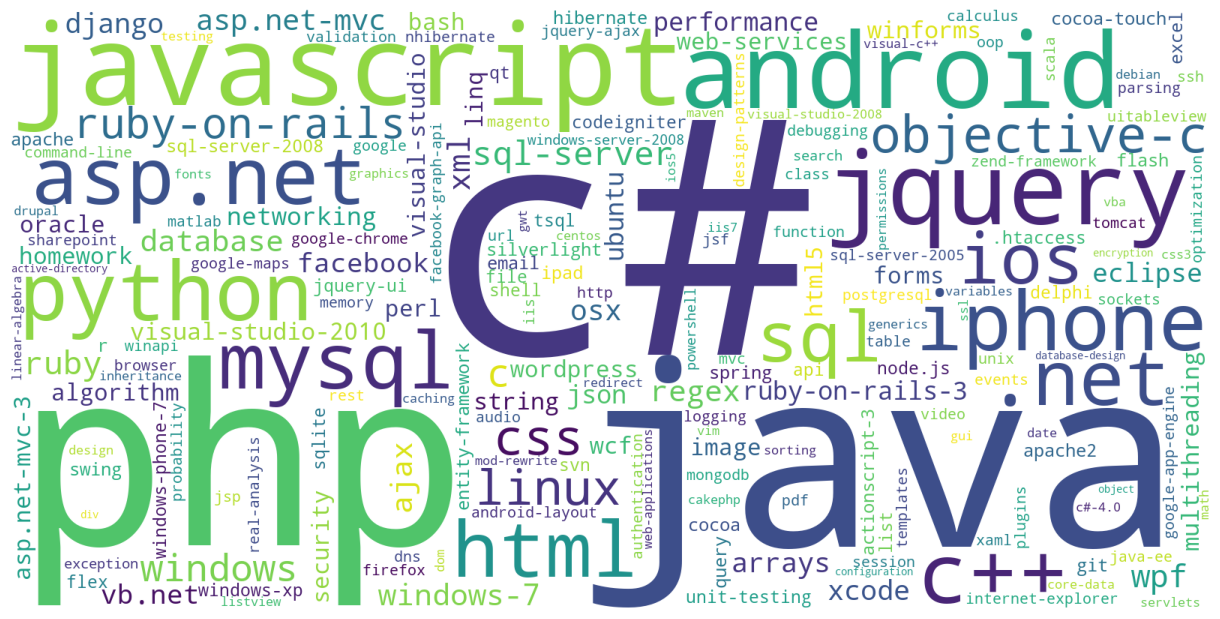 django
asp.net-mvc
bash
hibernate
performance
calculus
cocoa-touch
testing
validation
nhibernate
jquery-ajax
web-services
winforms
visual-c++
oop
scala
excel
debian
ssh
parsing
javascript
android
visual-studio
xml
linq
qt
magento
codeigniter
maven
design-patterns
visual-studio-2008
uitableview
ruby-on-rails
apache
sql-server-2008
google
command-line
fonts
graphics
facebook-graph-api
windows-server-2008
sql-server
ios5
debugging
search
class
objective-c
zend-framework
flash
asp.net
jquery
permissions
vba
optimization
drupal
oracle
matlab
networking
sharepoint
database
google-chrome
homework
active-directory
google-maps
facebook
jquery-ui
memory
perl
c#
gwt
tsql
url
centos
silverlight
email
file
ipad
shell
iis
http
osx
ubuntu
iis7
jsf
function
.htaccess
tomcat
sql-server-2005
ios
encryption
css3
forms
eclipse
html5
postgresql
variables
delphi
sockets
ssl
python
linear-algebra
visual-studio-2010
r
winapi
ruby
browser
inheritance
algorithm
mysql
rest
caching
c
wordpress
redirect
json
regex
powershell
mvc
spring
sql
api
generics
table
node.js
iphone
unix
database-design
events
.net
ruby-on-rails-3
multithreading
asp.net-mvc-3
php
design
swing
div
windows-phone-7
probability
jsp
real-analysis
sqlite
security
ajax
entity-framework
string
audio
css
mod-rewrite
svn
wcf
linux
android-layout
authentication
web-applications
logging
vim
image
sorting
mongodb
cakephp
pdf
java
video
actionscript-3
list
templates
gui
date
apache2
google-app-engine
object
c#-4.0
math
plugins
exception
flex
windows
vb.net
windows-xp
listview
dns
firefox
dom
windows-7
html
cocoa
query
arrays
unit-testing
session
configuration
xcode
c++
xaml
core-data
git
java-ee
internet-explorer
wpf
servlets